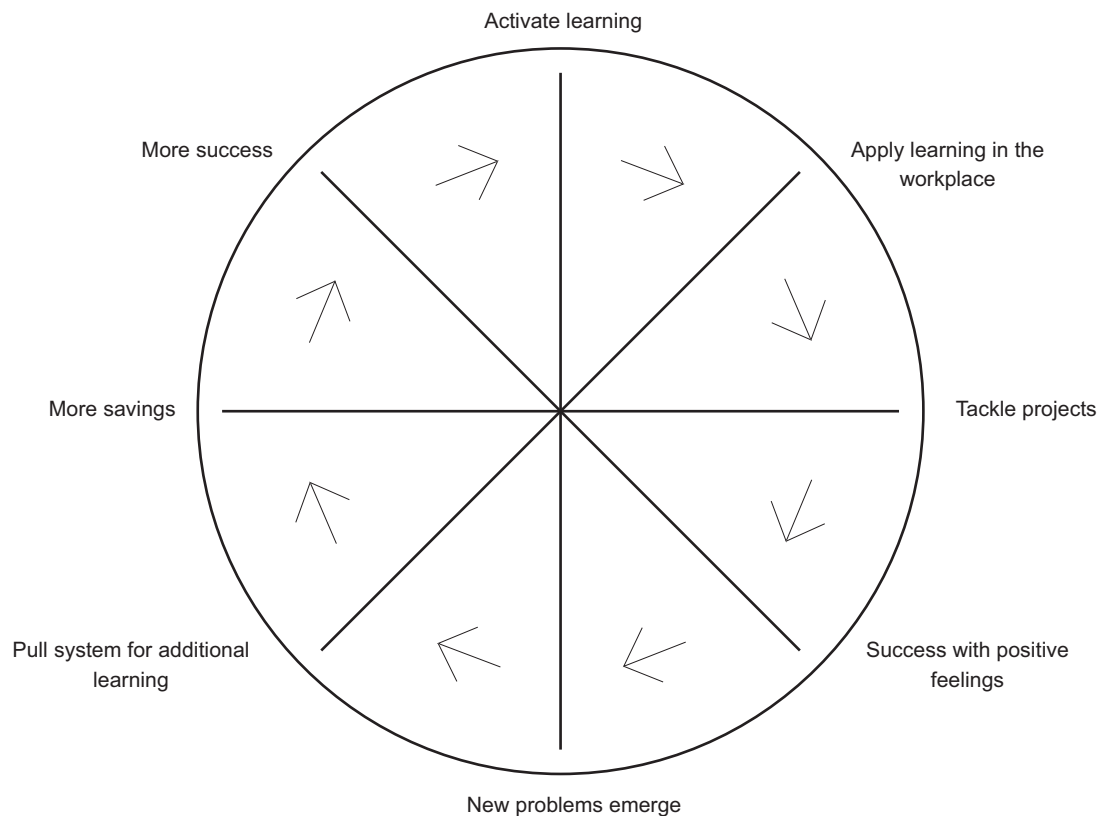 Activate learning
More success
Apply learning in the
workplace
More savings
Tackle projects
Pull system for additional
learning
Success with positive
feelings
New problems emerge